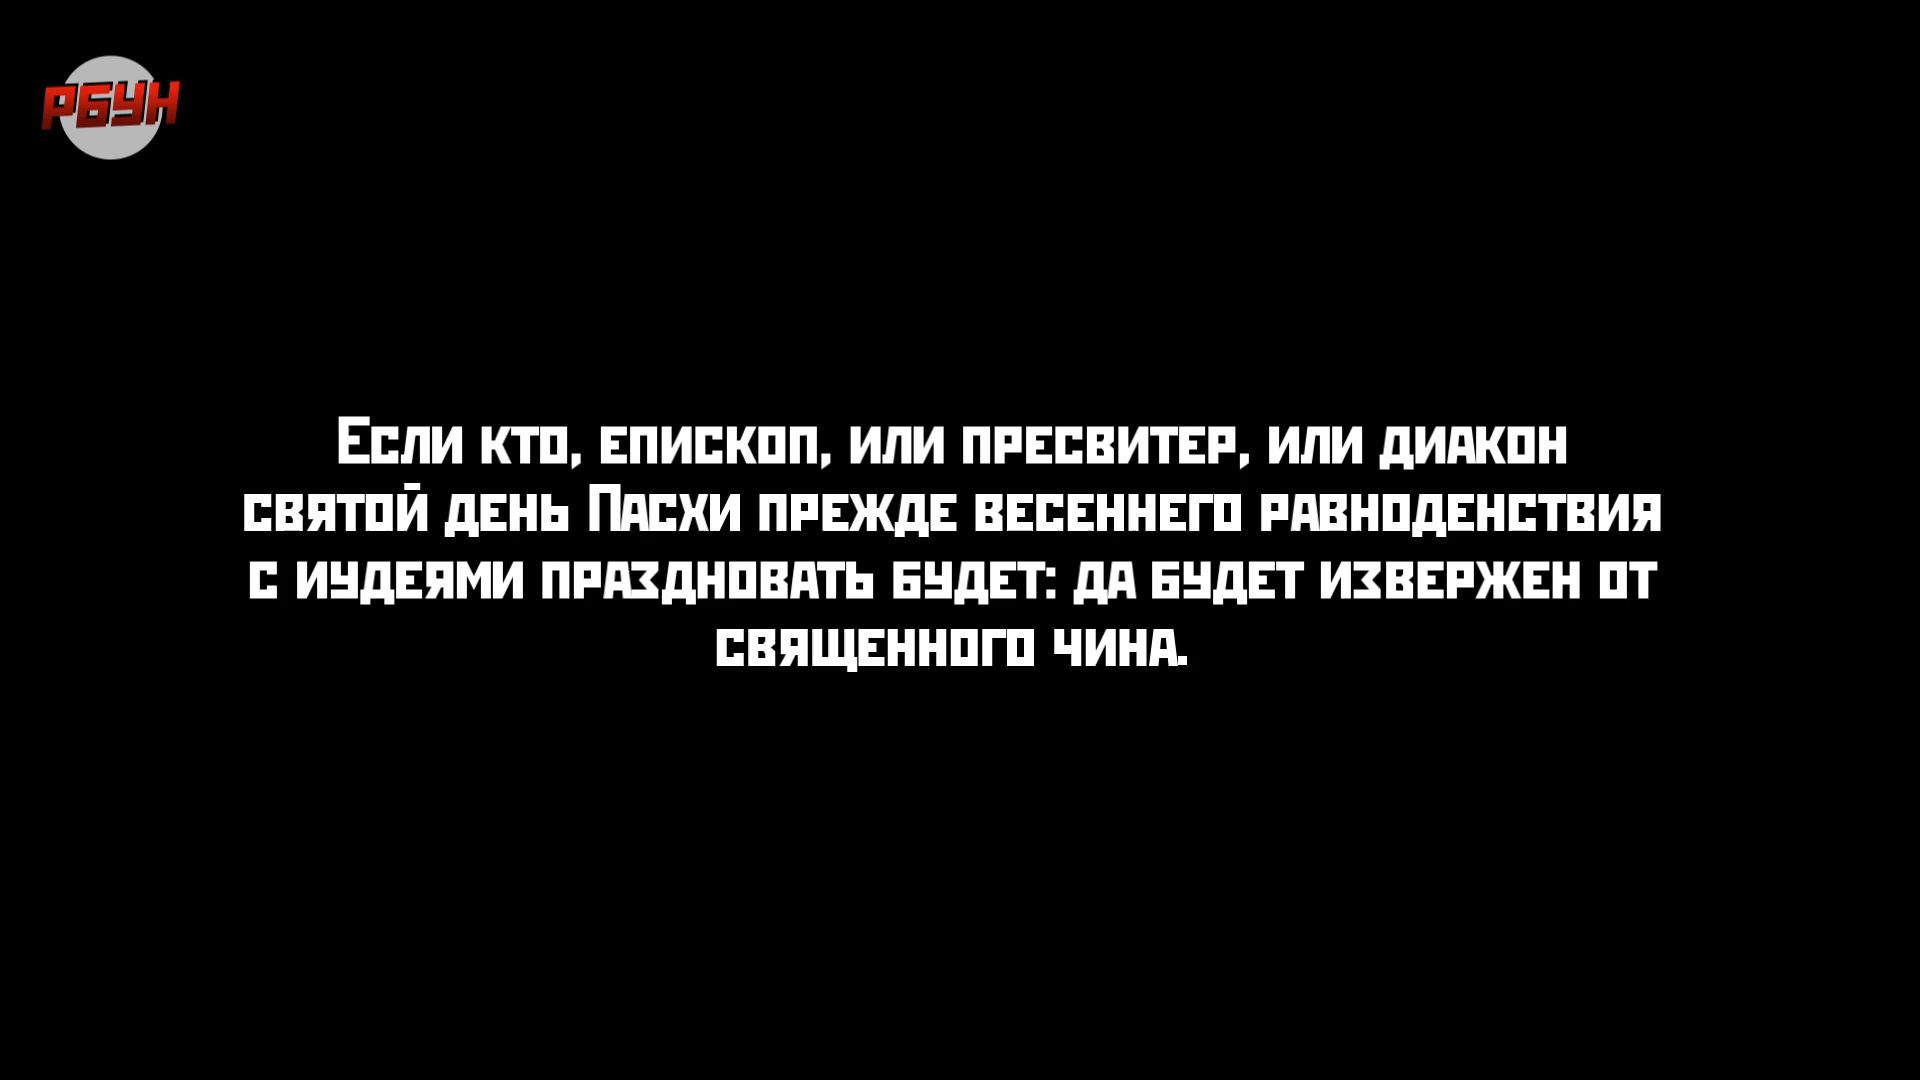 РБУН
Если кто, епископ, или пресвитер, или диакон
святой день Пасхи прежде весеннего равноденствия
с иудеями праздновать будет: да будет извержен от
священного чина.